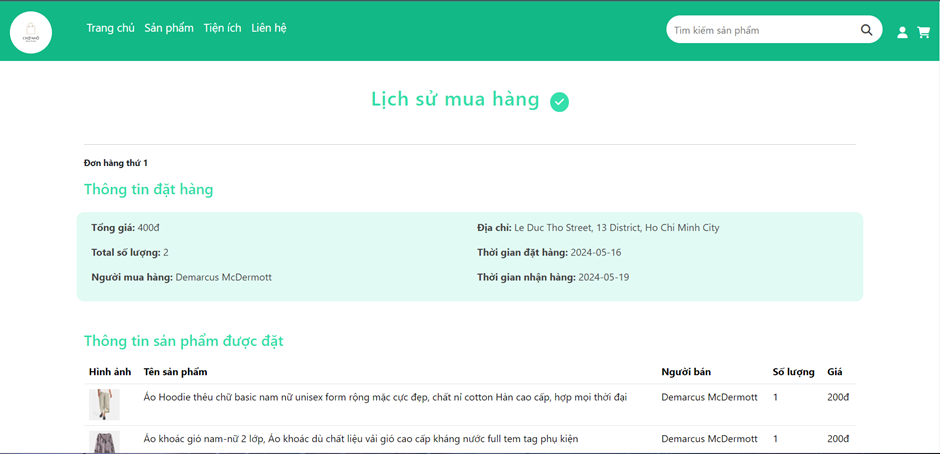 Trang chủ Sản phẩm Tiện ích Liên hệ Tìm kiếm sản phẩm
Lịch sử mua hàng
Đơn hàng thứ 1
Thông tin đặt hàng
Tổng giá: 400đ Địa chỉ: Le Duc Tho Street, 13 District, Ho Chi Minh City
Total số lượng: 2 Thời gian đặt hàng: 2024-05-16
Người mua hàng: Demarcus McDermott Thời gian nhận hàng: 2024-05-19
Thông tin sản phẩm được đặt
Hình ảnh Tên sản phẩm Người bán Số lượng Giá
Áo Hoodie thêu chữ basic nam nữ unisex form rộng mặc cực đẹp, chất nỉ cotton Hàn cao cấp, hợp mọi thời đại Demarcus McDermott 1 200đ
Áo khoác gió nam-nữ 2 lớp, Áo khoác dù chất liệu vải gió cao cấp kháng nước full tem tag phụ kiện Demarcus McDermott 1 200đ